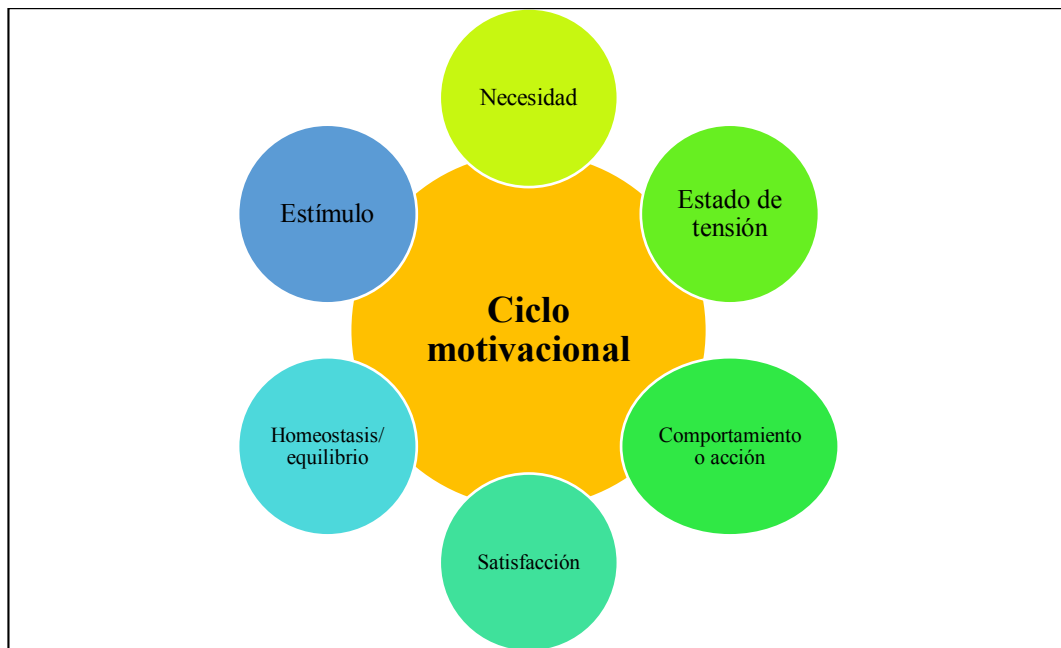 Necesidad
Estímulo
Estado de
tensión
Ciclo
motivacional
Homeostasis/
equilibrio
Comportamiento
o acción
Satisfacción